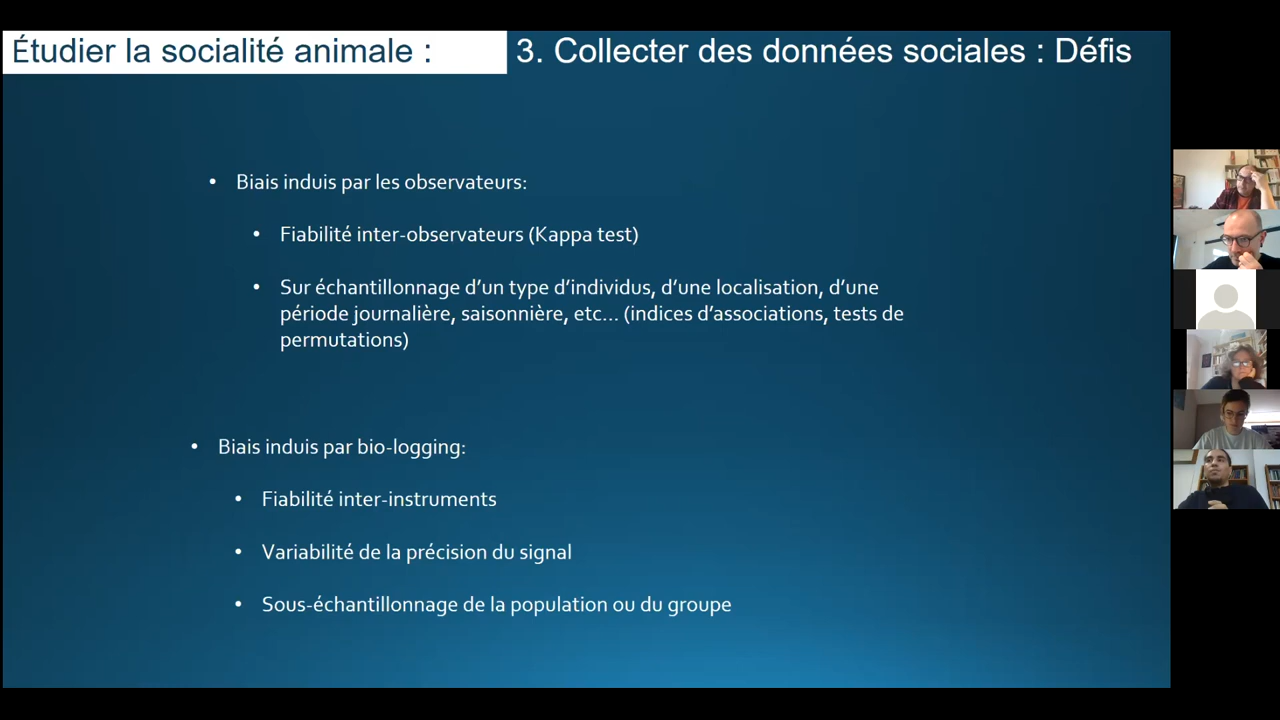 Étudier la socialité animale :
3. Collecter des données sociales : Défis
• Biais induis par les observateurs:
• Fiabilité inter-observateurs (Kappa test)
• Sur échantillonnage d’un type d’individus, d’une localisation, d’une
période journalière, saisonnière, etc… (indices d’associations, tests de
permutations)
• Biais induis par bio-logging:
• Fiabilité inter-instruments
• Variabilité de la précision du signal
• Sous-échantillonnage de la population ou du groupe